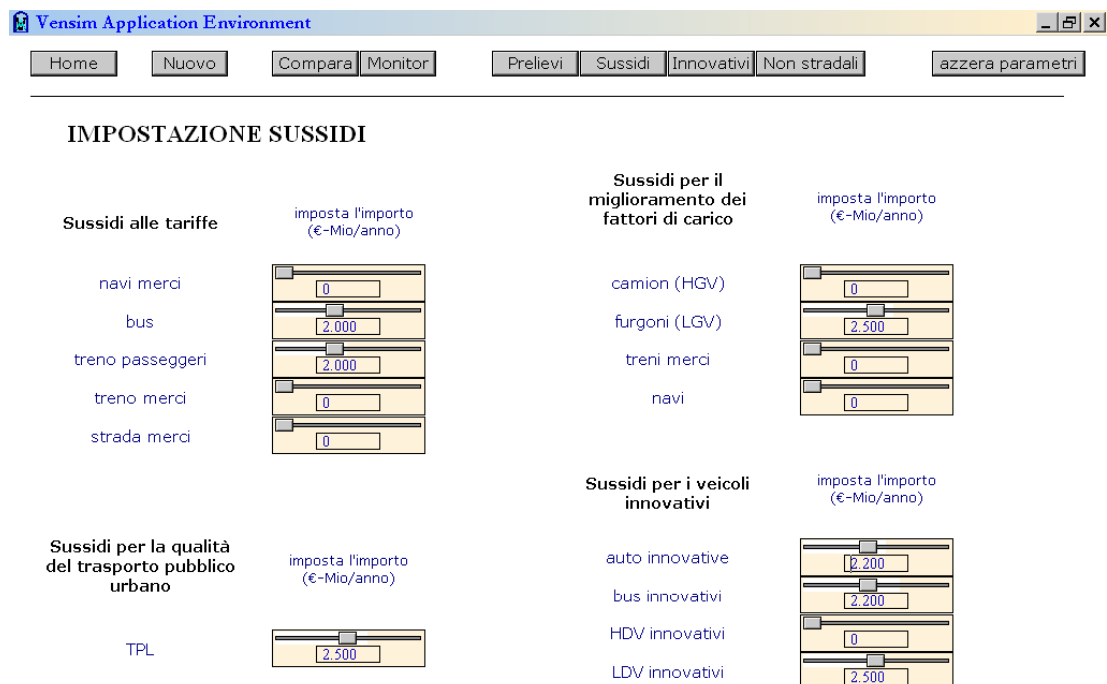 Vensim Application Environment
Home Nuovo Compara Monitor Prelievi Sussidi Innovativi Non stradali azzera parametri
IMPOSTAZIONE SUSSIDI
Sussidi alle tariffe
imposta l'importo
(€-Mio/anno)
navi merci 0
bus 2.000
treno passeggeri 2.000
treno merci 0
strada merci 0
Sussidi per la qualità
del trasporto pubblico
urbano
imposta l'importo
(€-Mio/anno)
TPL 2.500
Sussidi per il
miglioramento dei
fattori di carico
imposta l'importo
(€-Mio/anno)
camion (HGV) 0
furgoni (LGV) 2.500
treni merci 0
navi 0
Sussidi per i veicoli
innovativi
imposta l'importo
(€-Mio/anno)
auto innovative 2.200
bus innovativi 2.200
HDV innovativi 0
LDV innovativi 2.500